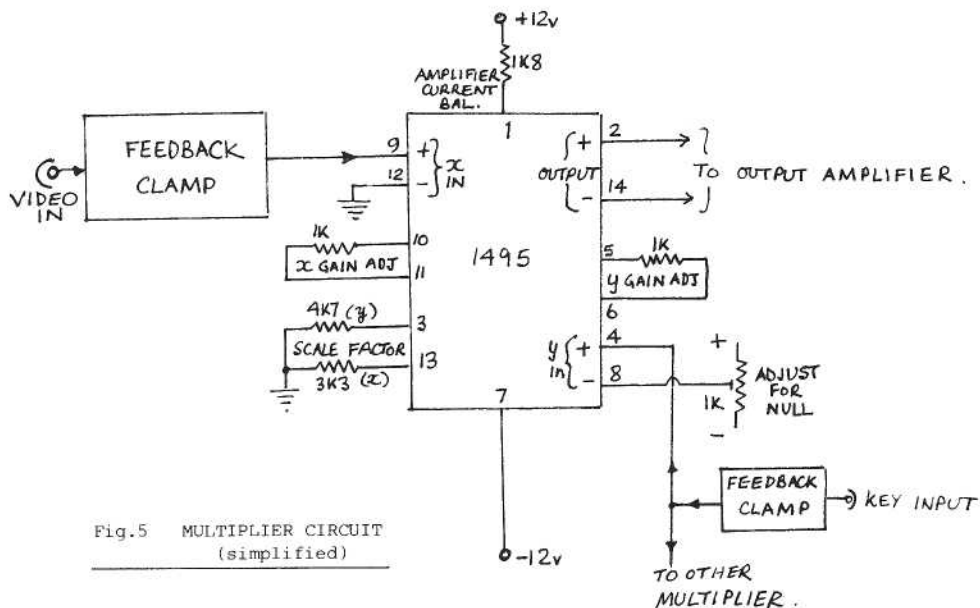 +12v
1K8
AMPLIFIER
CURRENT
BAL.
1
FEEDBACK
CLAMP
VIDEO
IN
9
+
x
IN
12
-
2
+
OUTPUT
-
14
TO OUTPUT AMPLIFIER.
1K
10
x GAIN ADJ
11
1495
5
1K
y GAIN ADJ
6
4K7 (y)
3
SCALE FACTOR
13
3K3 (x)
y
in
+
4
-
8
7
+
1K
-
ADJUST
FOR
NULL
FEEDBACK
CLAMP
KEY INPUT
TO OTHER
MULTIPLIER.
-12v
Fig.5 MULTIPLIER CIRCUIT
(simplified)